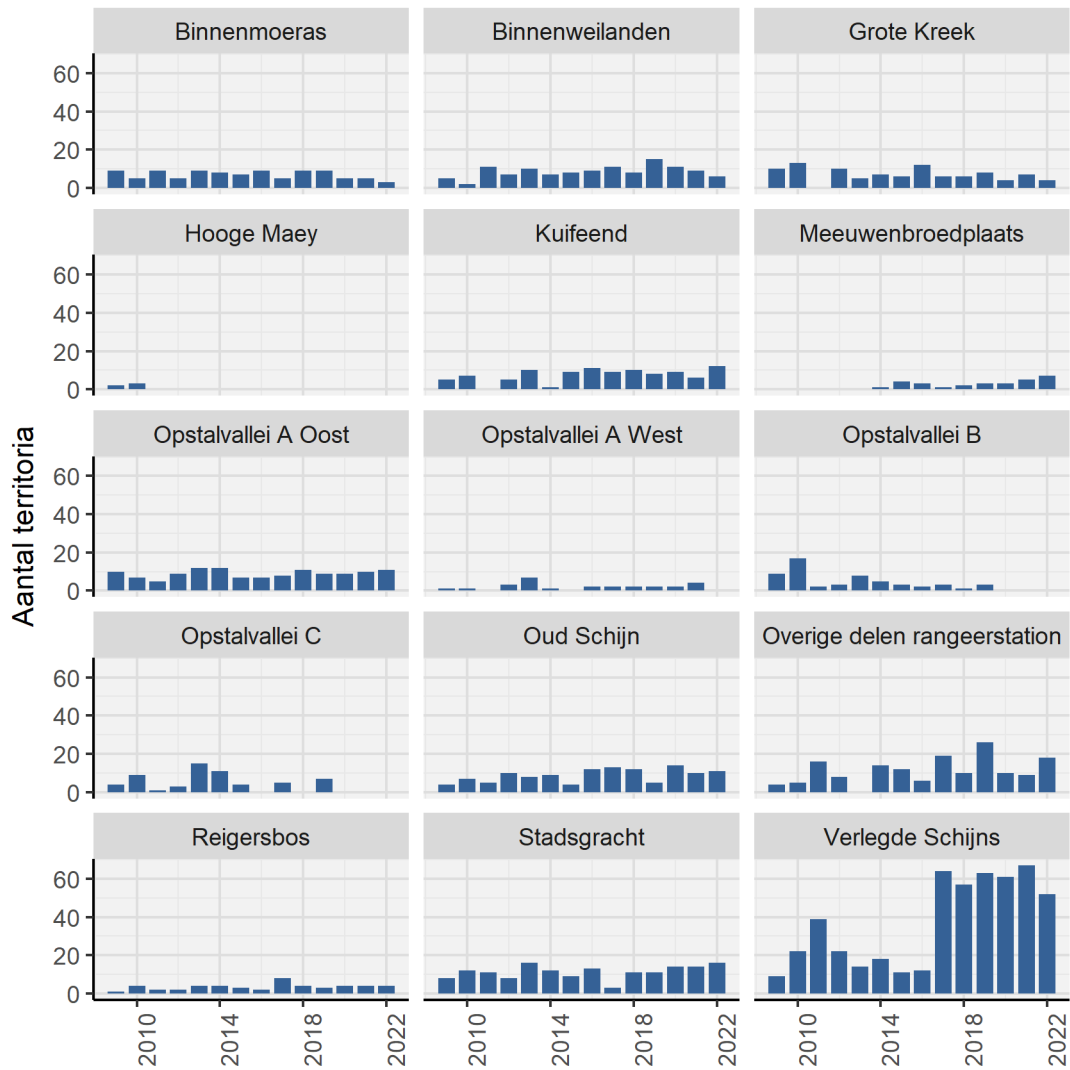 Binnenmoeras Binnenweilanden Grote Kreek
60
40
20
0
Hooge Maey Kuifeend Meeuwenbroedplaats
60
40
20
0
Opstalvallei A Oost Opstalvallei A West Opstalvallei B
60
40
20
0
Aantal territoria
Opstalvallei C Oud Schijn Overige delen rangeerstation
60
40
20
0
Reigersbos Stadsgracht Verlegde Schijns
60
40
20
0
2010 2014 2018 2022 2010 2014 2018 2022 2010 2014 2018 2022